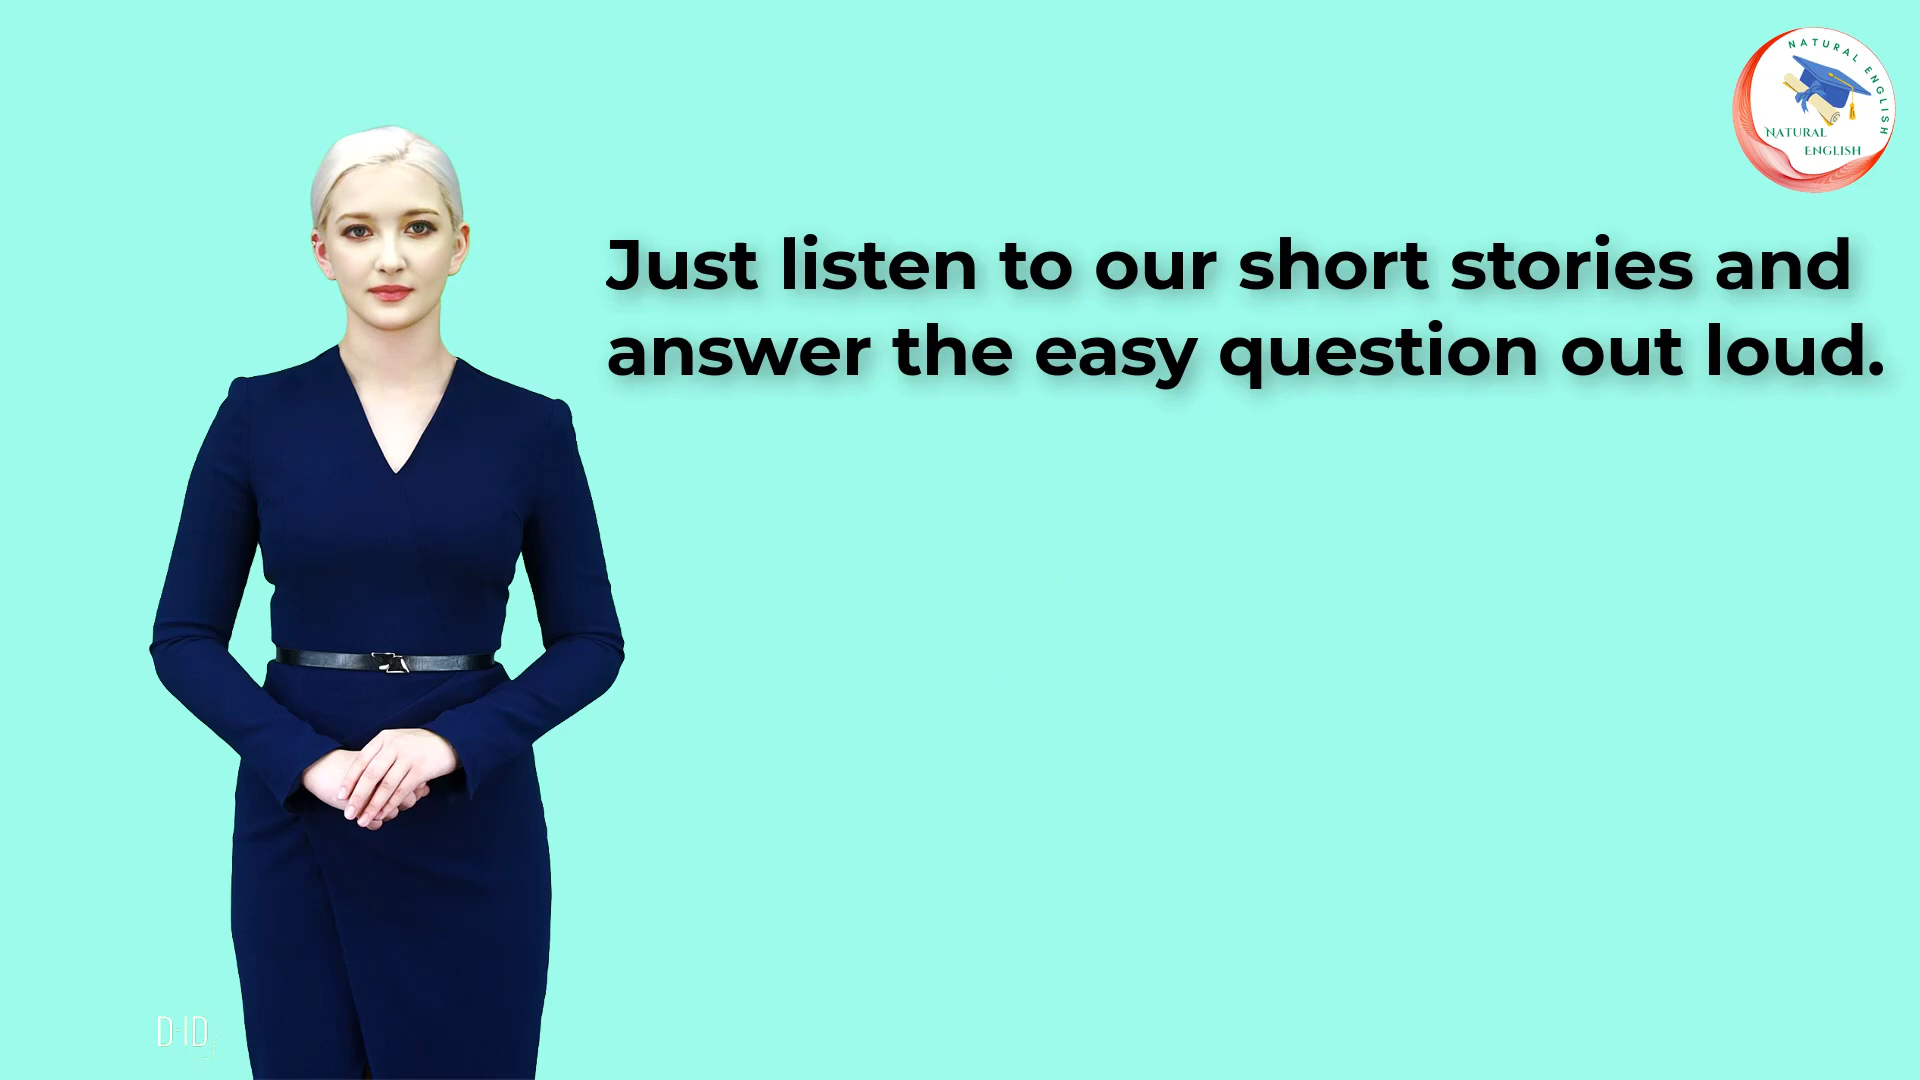 NATURAL ENGLISH
NATURAL
ENGLISH
Just listen to our short stories and
answer the easy question out loud.
D-ID